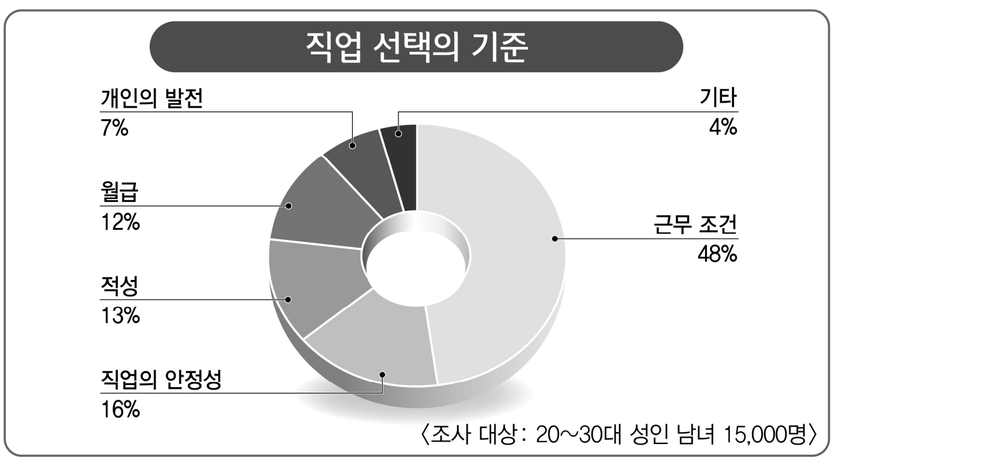 직업 선택의 기준
개인의 발전
7%
기타
4%
월급
12%
근무 조건
48%
적성
13%
직업의 안정성
16%
〈조사 대상: 20~30대 성인 남녀 15,000명〉